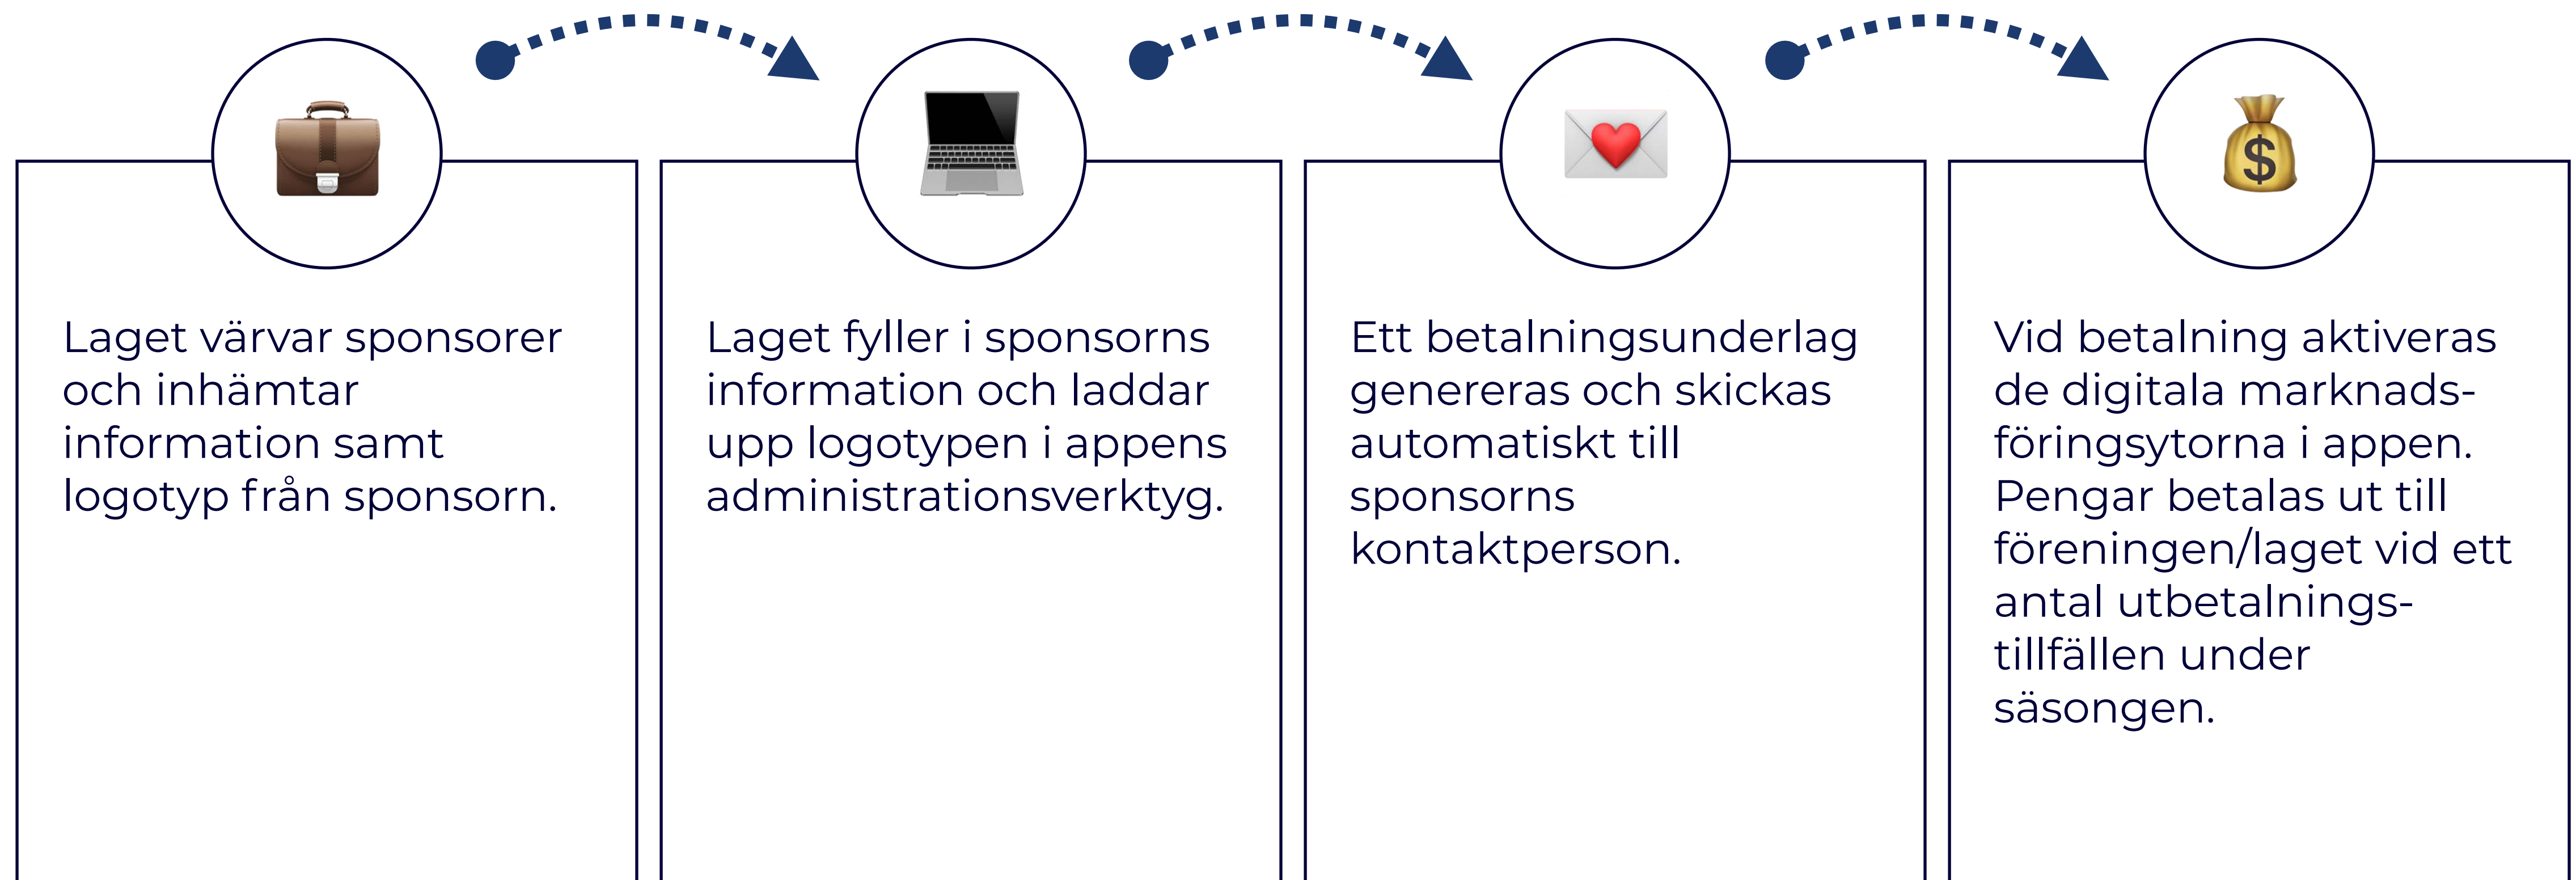 Laget värvar sponsorer
och inhämtar
information samt
logotyp från sponsorn.
Laget fyller i sponsorns
information och laddar
upp logotypen i appens
administrationsverktyg.
Ett betalningsunderlag
genereras och skickas
automatiskt till
sponsorns
kontaktperson.
Vid betalning aktiveras
de digitala marknads-
föringsytorna i appen.
Pengar betalas ut till
föreningen/laget vid ett
antal utbetalnings-
tillfällen under
säsongen.
$